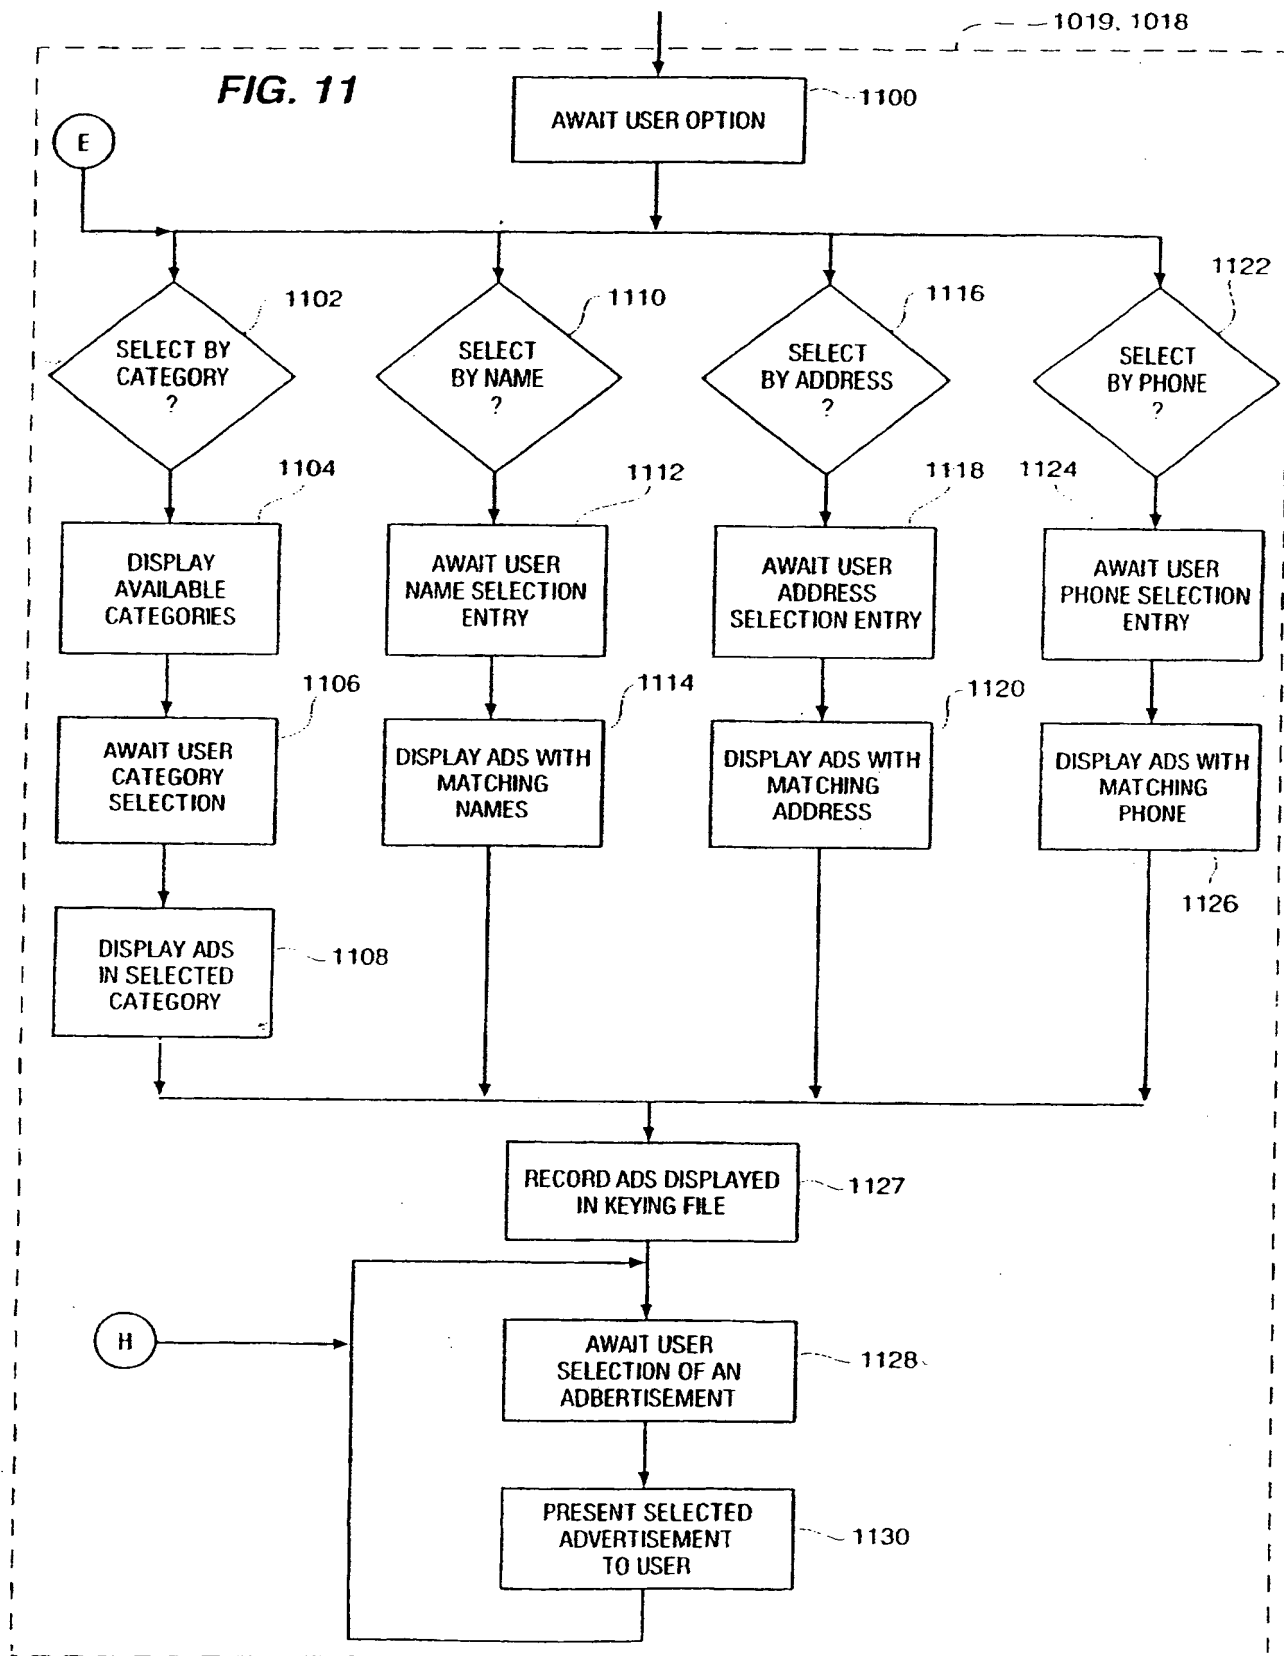 1019, 1018
FIG. 11
1100
AWAIT USER OPTION
E
1102
SELECT BY
CATEGORY
?
1110
SELECT
BY NAME
?
1116
SELECT
BY ADDRESS
?
1122
SELECT
BY PHONE
?
1104
DISPLAY
AVAILABLE
CATEGORIES
1112
AWAIT USER
NAME SELECTION
ENTRY
1118
AWAIT USER
ADDRESS
SELECTION ENTRY
1124
AWAIT USER
PHONE SELECTION
ENTRY
1106
AWAIT USER
CATEGORY
SELECTION
1114
DISPLAY ADS WITH
MATCHING
NAMES
1120
DISPLAY ADS WITH
MATCHING
ADDRESS
DISPLAY ADS WITH
MATCHING
PHONE
1126
DISPLAY ADS
IN SELECTED
CATEGORY
1108
RECORD ADS DISPLAYED
IN KEYING FILE
1127
H
AWAIT USER
SELECTION OF AN
ADBERTISEMENT
1128
PRESENT SELECTED
ADVERTISEMENT
TO USER
1130